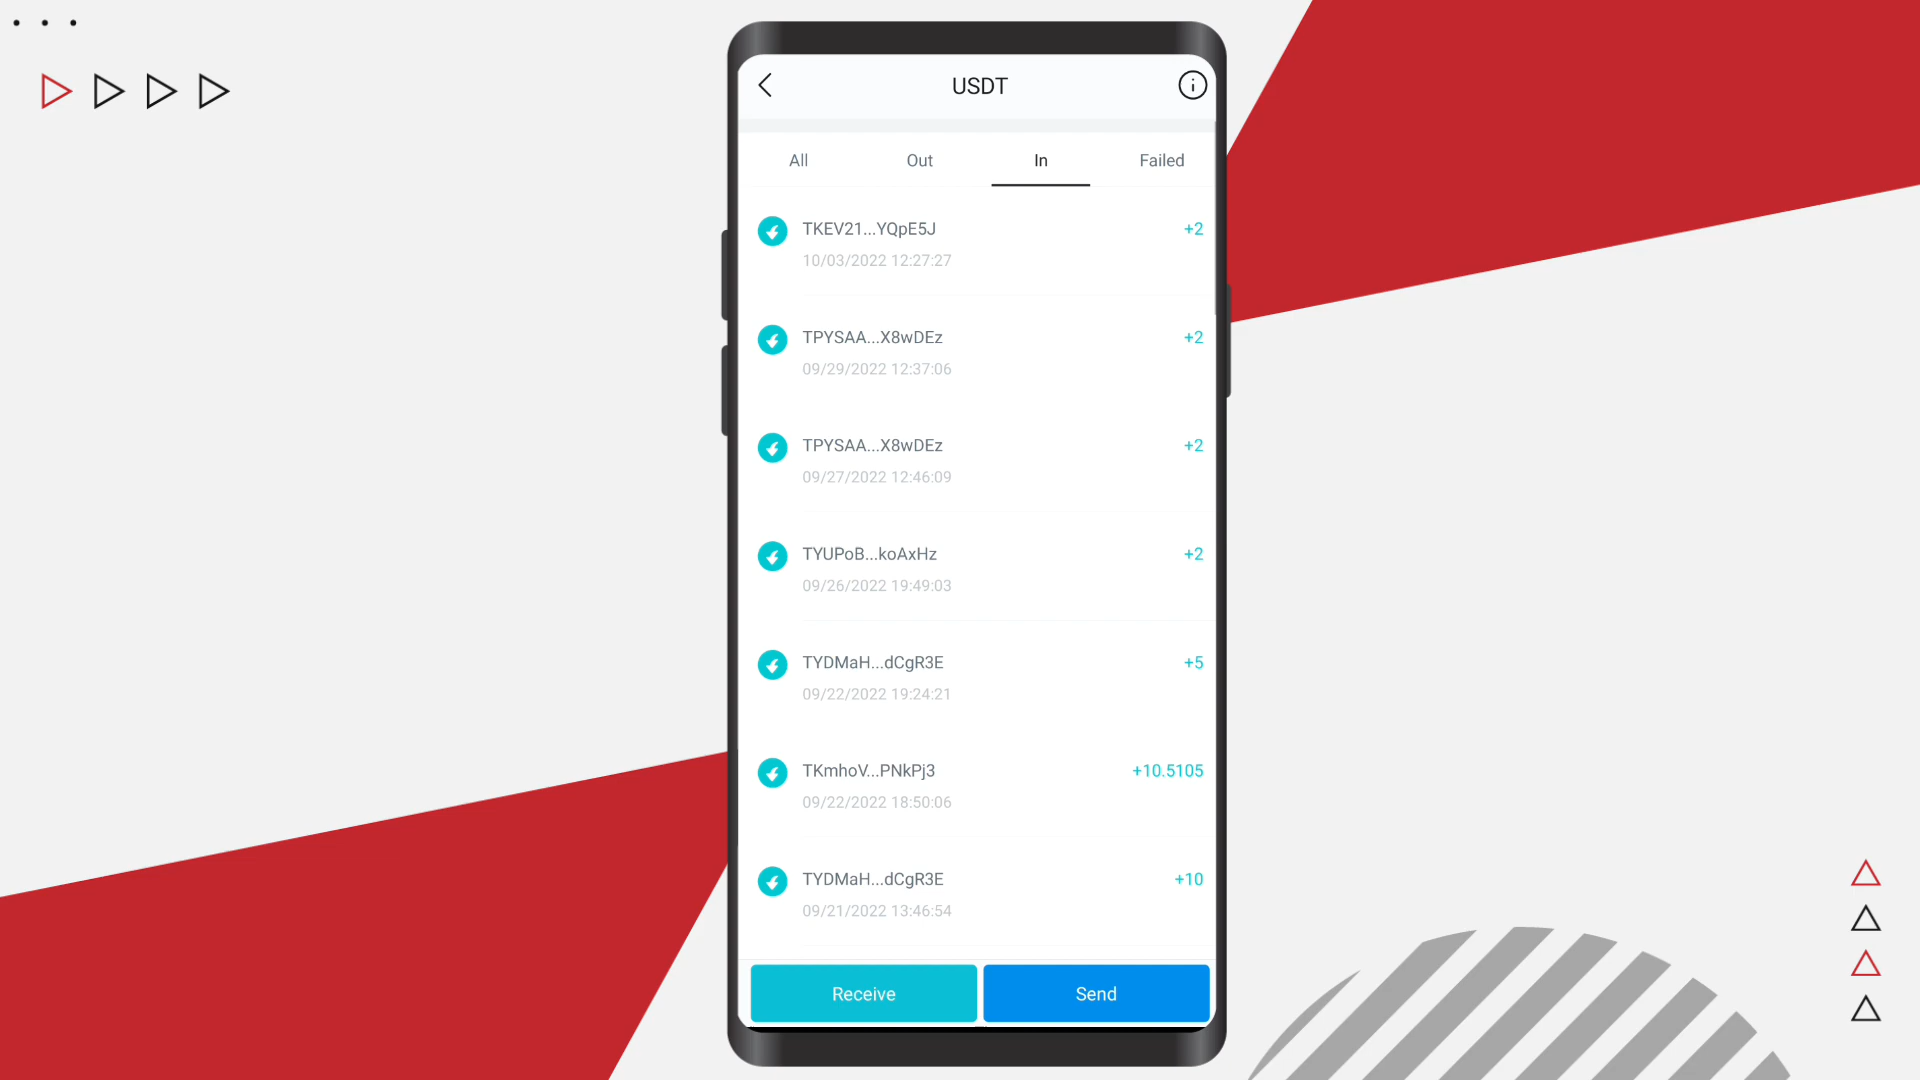 USDT
All Out In Failed
TKEV21...YQpE5J +2
10/03/2022 12:27:27
TPYSAA...X8wDEz +2
09/29/2022 12:37:06
TPYSAA...X8wDEz +2
09/27/2022 12:46:09
TYUPoB...koAxHz +2
09/26/2022 19:49:03
TYDMaH...dCgR3E +5
09/22/2022 19:24:21
TKmhoV...PNkPj3 +10.5105
09/22/2022 18:50:06
TYDMaH...dCgR3E +10
09/21/2022 13:46:54
Receive Send